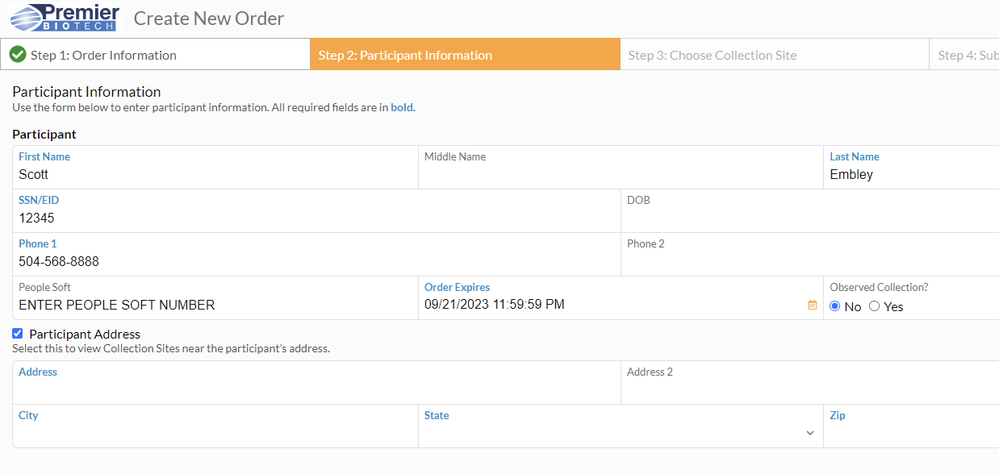 Premier BIOTECH Create New Order
Step 1: Order Information Step 2: Participant Information Step 3: Choose Collection Site Step 4: Sub
Participant Information
Use the form below to enter participant information. All required fields are in bold.
Participant
First Name Middle Name Last Name
Scott Embley
SSN/EID DOB
12345
Phone 1 Phone 2
504-568-8888
People Soft Order Expires Observed Collection?
ENTER PEOPLE SOFT NUMBER 09/21/2023 11:59:59 PM No Yes
Participant Address
Select this to view Collection Sites near the participant's address.
Address Address 2
City State Zip